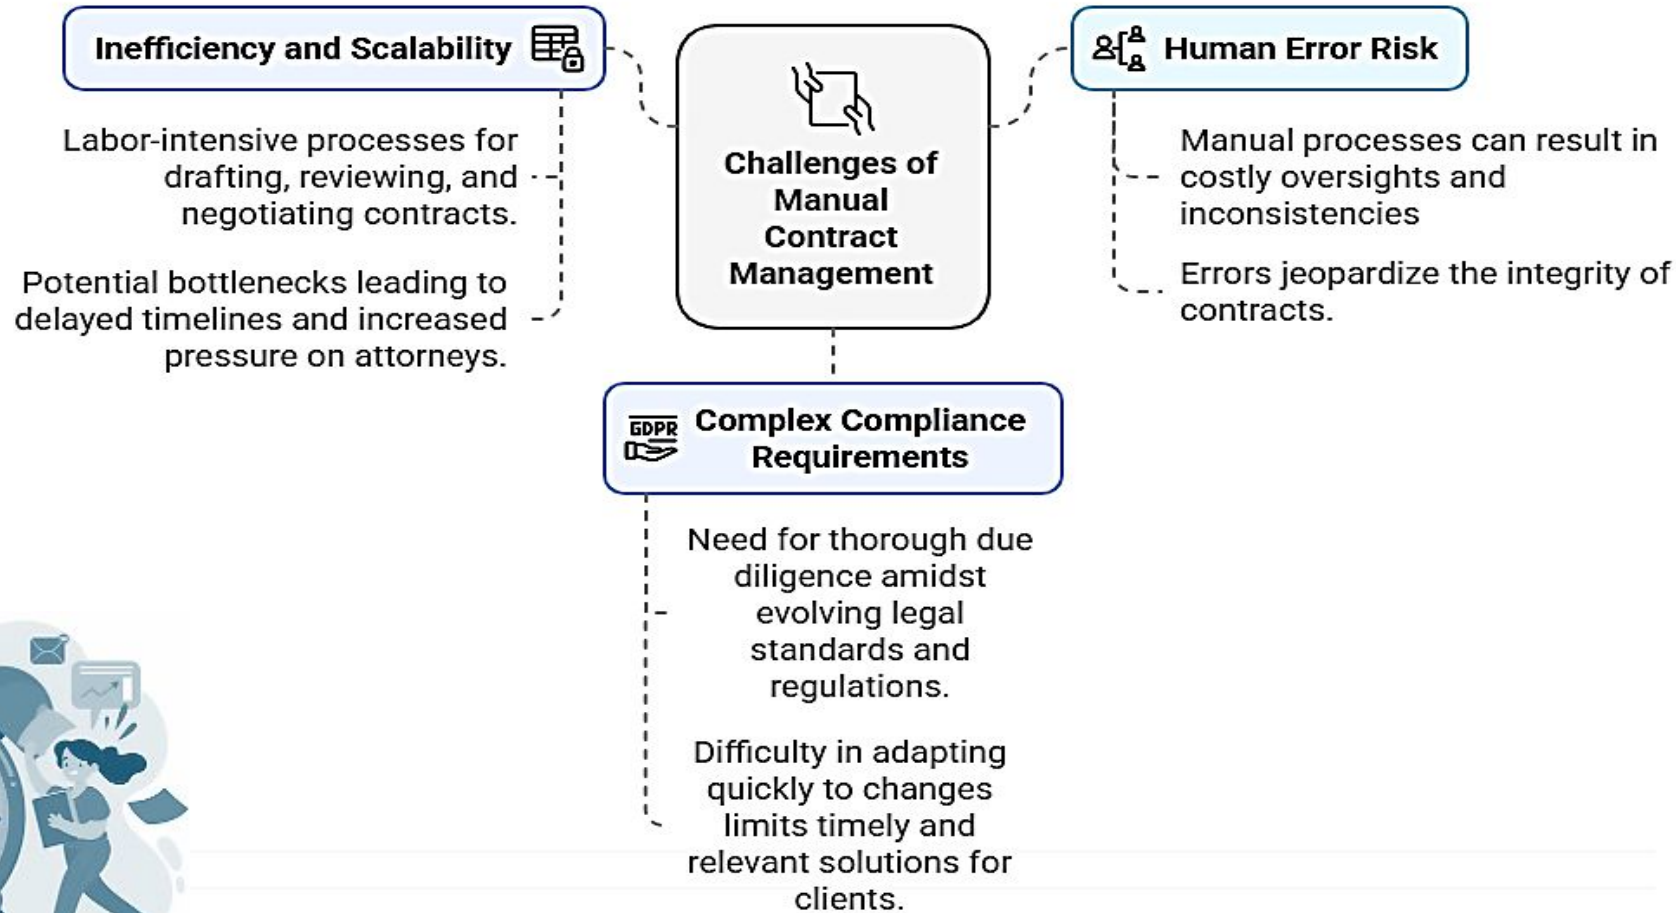 Inefficiency and Scalability
Labor-intensive processes for
drafting, reviewing, and
negotiating contracts.
Potential bottlenecks leading to
delayed timelines and increased
pressure on attorneys.
Challenges of
Manual
Contract
Management
Human Error Risk
Manual processes can result in
costly oversights and
inconsistencies
Errors jeopardize the integrity of
contracts.
GDPR
Complex Compliance
Requirements
Need for thorough due
diligence amidst
evolving legal
standards and
regulations.
Difficulty in adapting
quickly to changes
limits timely and
relevant solutions for
clients.